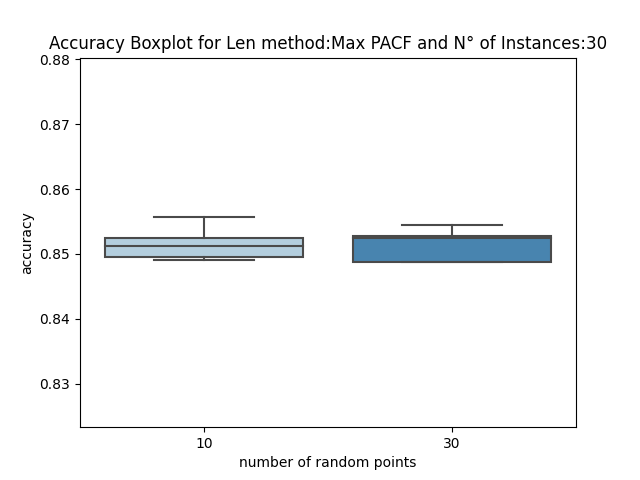 Accuracy Boxplot for Len method:Max PACF and N° of Instances:30
0.88
0.87
0.86
0.85
0.84
0.83
accuracy
10 30
number of random points